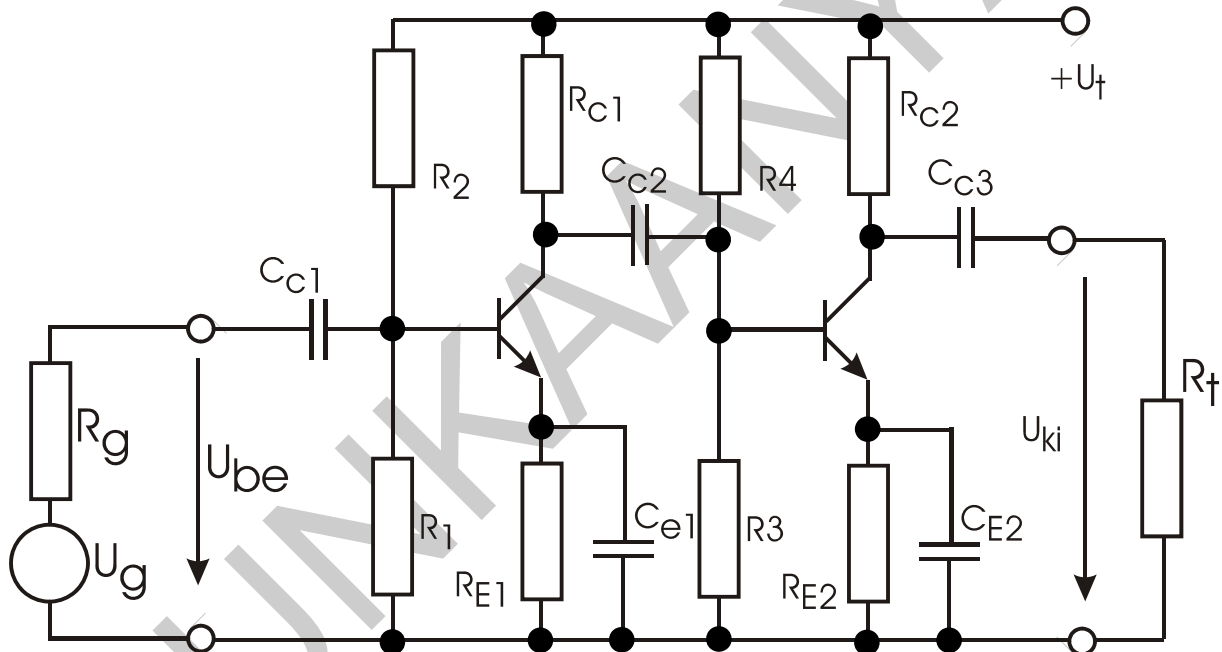 +Ut
Rc1
Rc2
R2
Cc2
R4
Cc3
Cc1
Rt
Rg
Ube
Uki
Ug
R1
Ce1
R3
CE2
RE1
RE2
UNKAANY